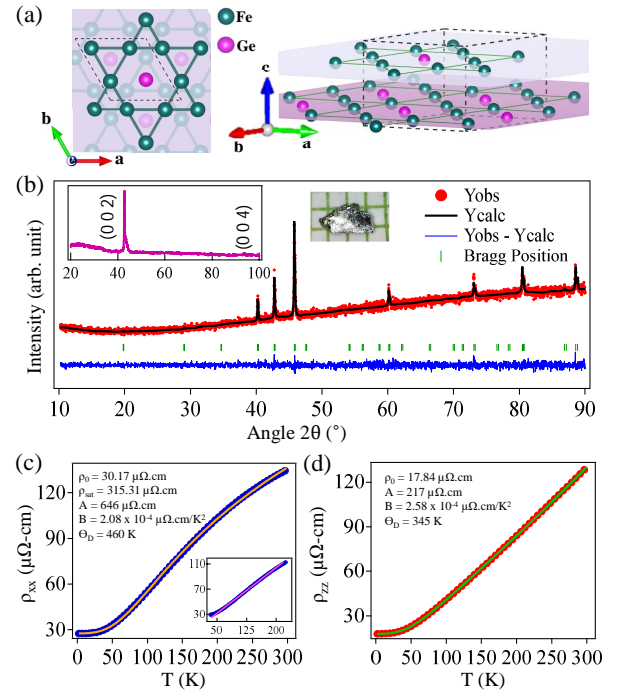 (a)
Fe
Ge
b
a
c
b
a
(b)
Intensity (arb. unit)
(0 0 2)
(0 0 4)
20 40 60 80 100
Yobs
Ycalc
Yobs - Ycalc
Bragg Position
10 20 30 40 50 60 70 80 90
Angle 2θ (°)
(c)
ρ₀ = 30.17 μΩ.cm
ρsat = 315.31 μΩ.cm
A = 646 μΩ.cm
B = 2.08 x 10⁻⁴ μΩ.cm/K²
Θ_D = 460 K
ρxx (μΩ-cm)
120
90
60
30
110
70
30
50 125 200
0 50 100 150 200 250 300
T (K)
(d)
ρ₀ = 17.84 μΩ.cm
A = 217 μΩ.cm
B = 2.58 x 10⁻⁴ μΩ.cm/K²
Θ_D = 345 K
ρzz (μΩ-cm)
120
90
60
30
0 50 100 150 200 250 300
T (K)